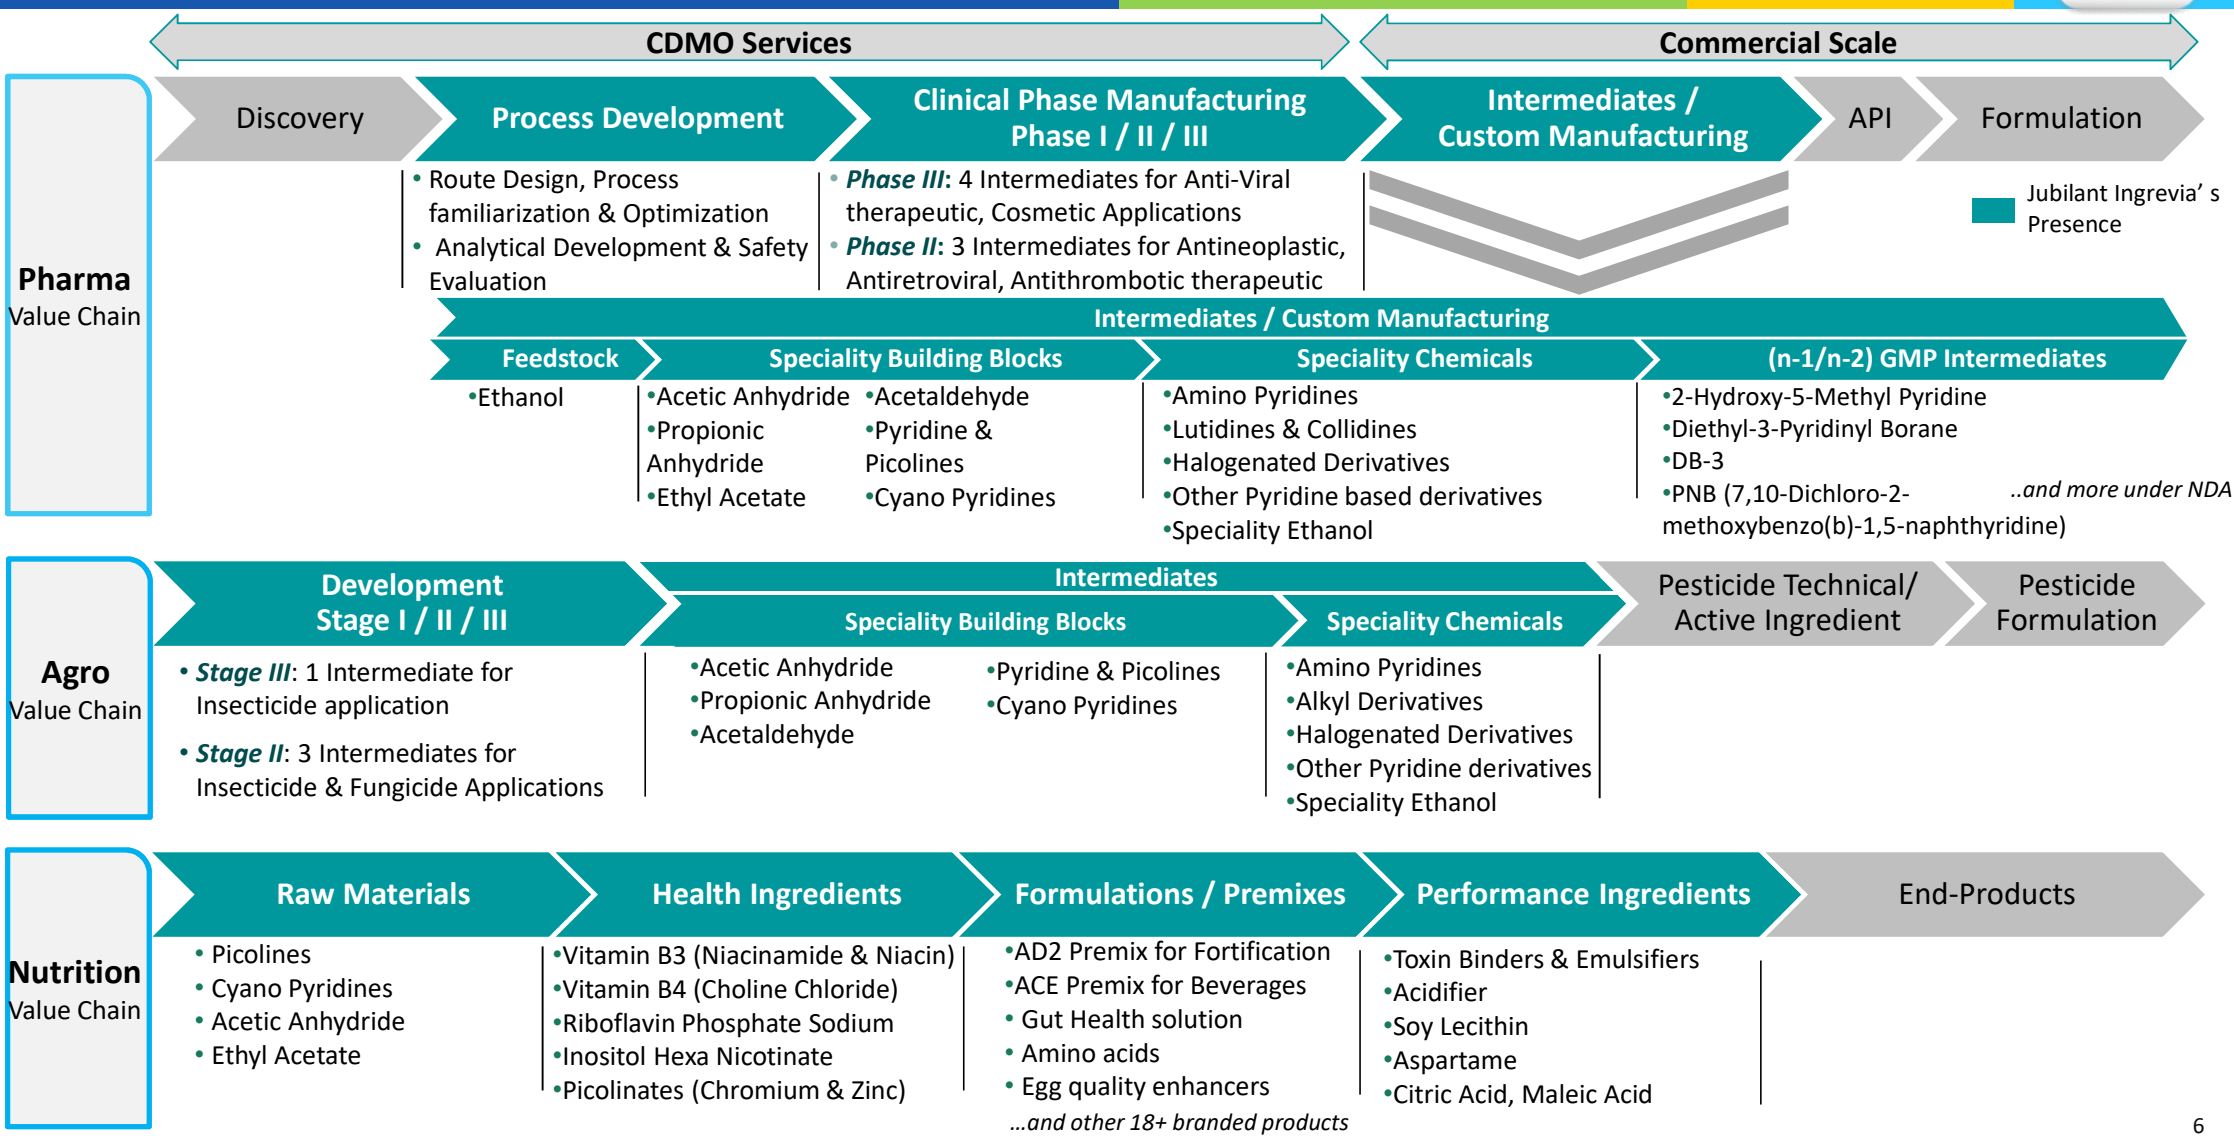 CDMO Services
Commercial Scale
Pharma
Value Chain
Discovery
Process Development
Clinical Phase Manufacturing
Phase I / II / III
Intermediates /
Custom Manufacturing
API
Formulation
• Route Design, Process
familiarization & Optimization
• Analytical Development & Safety
Evaluation
• Phase III: 4 Intermediates for Anti-Viral
therapeutic, Cosmetic Applications
• Phase II: 3 Intermediates for Antineoplastic,
Antiretroviral, Antithrombotic therapeutic
Jubilant Ingrevia’ s
Presence
Intermediates / Custom Manufacturing
Feedstock
Speciality Building Blocks
Speciality Chemicals
(n-1/n-2) GMP Intermediates
•Ethanol
•Acetic Anhydride
•Propionic
Anhydride
•Ethyl Acetate
•Acetaldehyde
•Pyridine &
Picolines
•Cyano Pyridines
•Amino Pyridines
•Lutidines & Collidines
•Halogenated Derivatives
•Other Pyridine based derivatives
•Speciality Ethanol
•2-Hydroxy-5-Methyl Pyridine
•Diethyl-3-Pyridinyl Borane
•DB-3
•PNB (7,10-Dichloro-2-
methoxybenzo(b)-1,5-naphthyridine)
..and more under NDA
Agro
Value Chain
Development
Stage I / II / III
Intermediates
Speciality Building Blocks
Speciality Chemicals
Pesticide Technical/
Active Ingredient
Pesticide
Formulation
• Stage III: 1 Intermediate for
Insecticide application
• Stage II: 3 Intermediates for
Insecticide & Fungicide Applications
•Acetic Anhydride
•Propionic Anhydride
•Acetaldehyde
•Pyridine & Picolines
•Cyano Pyridines
•Amino Pyridines
•Alkyl Derivatives
•Halogenated Derivatives
•Other Pyridine derivatives
•Speciality Ethanol
Nutrition
Value Chain
Raw Materials
Health Ingredients
Formulations / Premixes
Performance Ingredients
End-Products
• Picolines
• Cyano Pyridines
• Acetic Anhydride
• Ethyl Acetate
•Vitamin B3 (Niacinamide & Niacin)
•Vitamin B4 (Choline Chloride)
•Riboflavin Phosphate Sodium
•Inositol Hexa Nicotinate
•Picolinates (Chromium & Zinc)
•AD2 Premix for Fortification
•ACE Premix for Beverages
• Gut Health solution
• Amino acids
• Egg quality enhancers
...and other 18+ branded products
•Toxin Binders & Emulsifiers
•Acidifier
•Soy Lecithin
•Aspartame
•Citric Acid, Maleic Acid
6